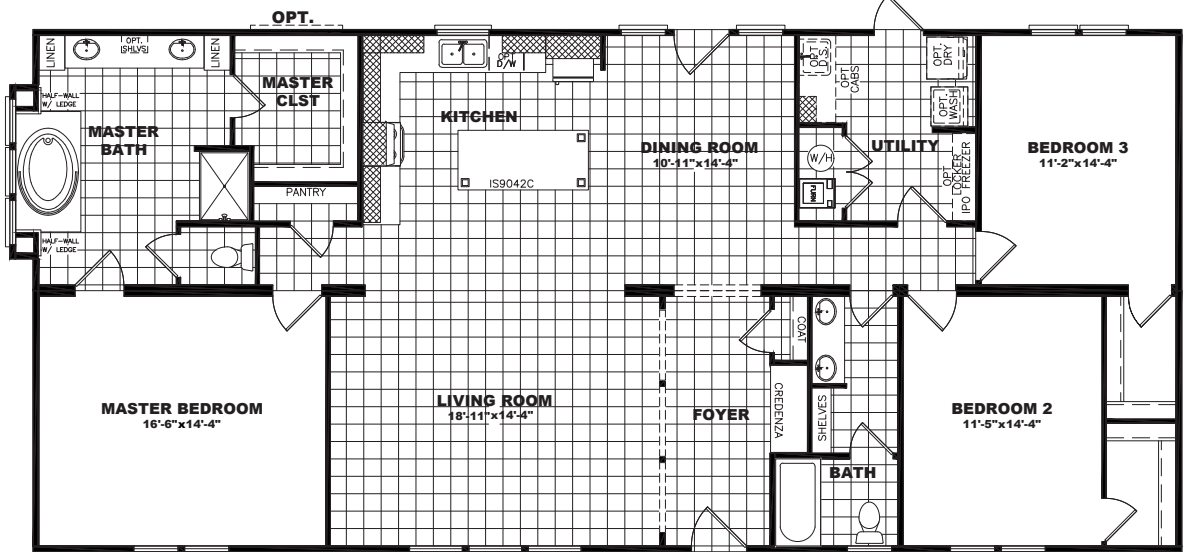 OPT.
LINEN
OPT.
SHLVS
LINEN
HALF-WALL
W/ LEDGE
MASTER
BATH
HALF-WALL
W/ LEDGE
MASTER
CLST
PANTRY
D/W
KITCHEN
IS9042C
DINING ROOM
10'-11"x14'-4"
OPT
D.S.
OPT
CABS
OPT.
DRY
OPT.
WASH
UTILITY
W/H
FURN
OPT
LOCKER
IPO FREEZER
BEDROOM 3
11'-2"x14'-4"
MASTER BEDROOM
16'-6"x14'-4"
LIVING ROOM
18'-11"x14'-4"
FOYER
COAT
CREDENZA
SHELVES
BATH
BEDROOM 2
11'-5"x14'-4"